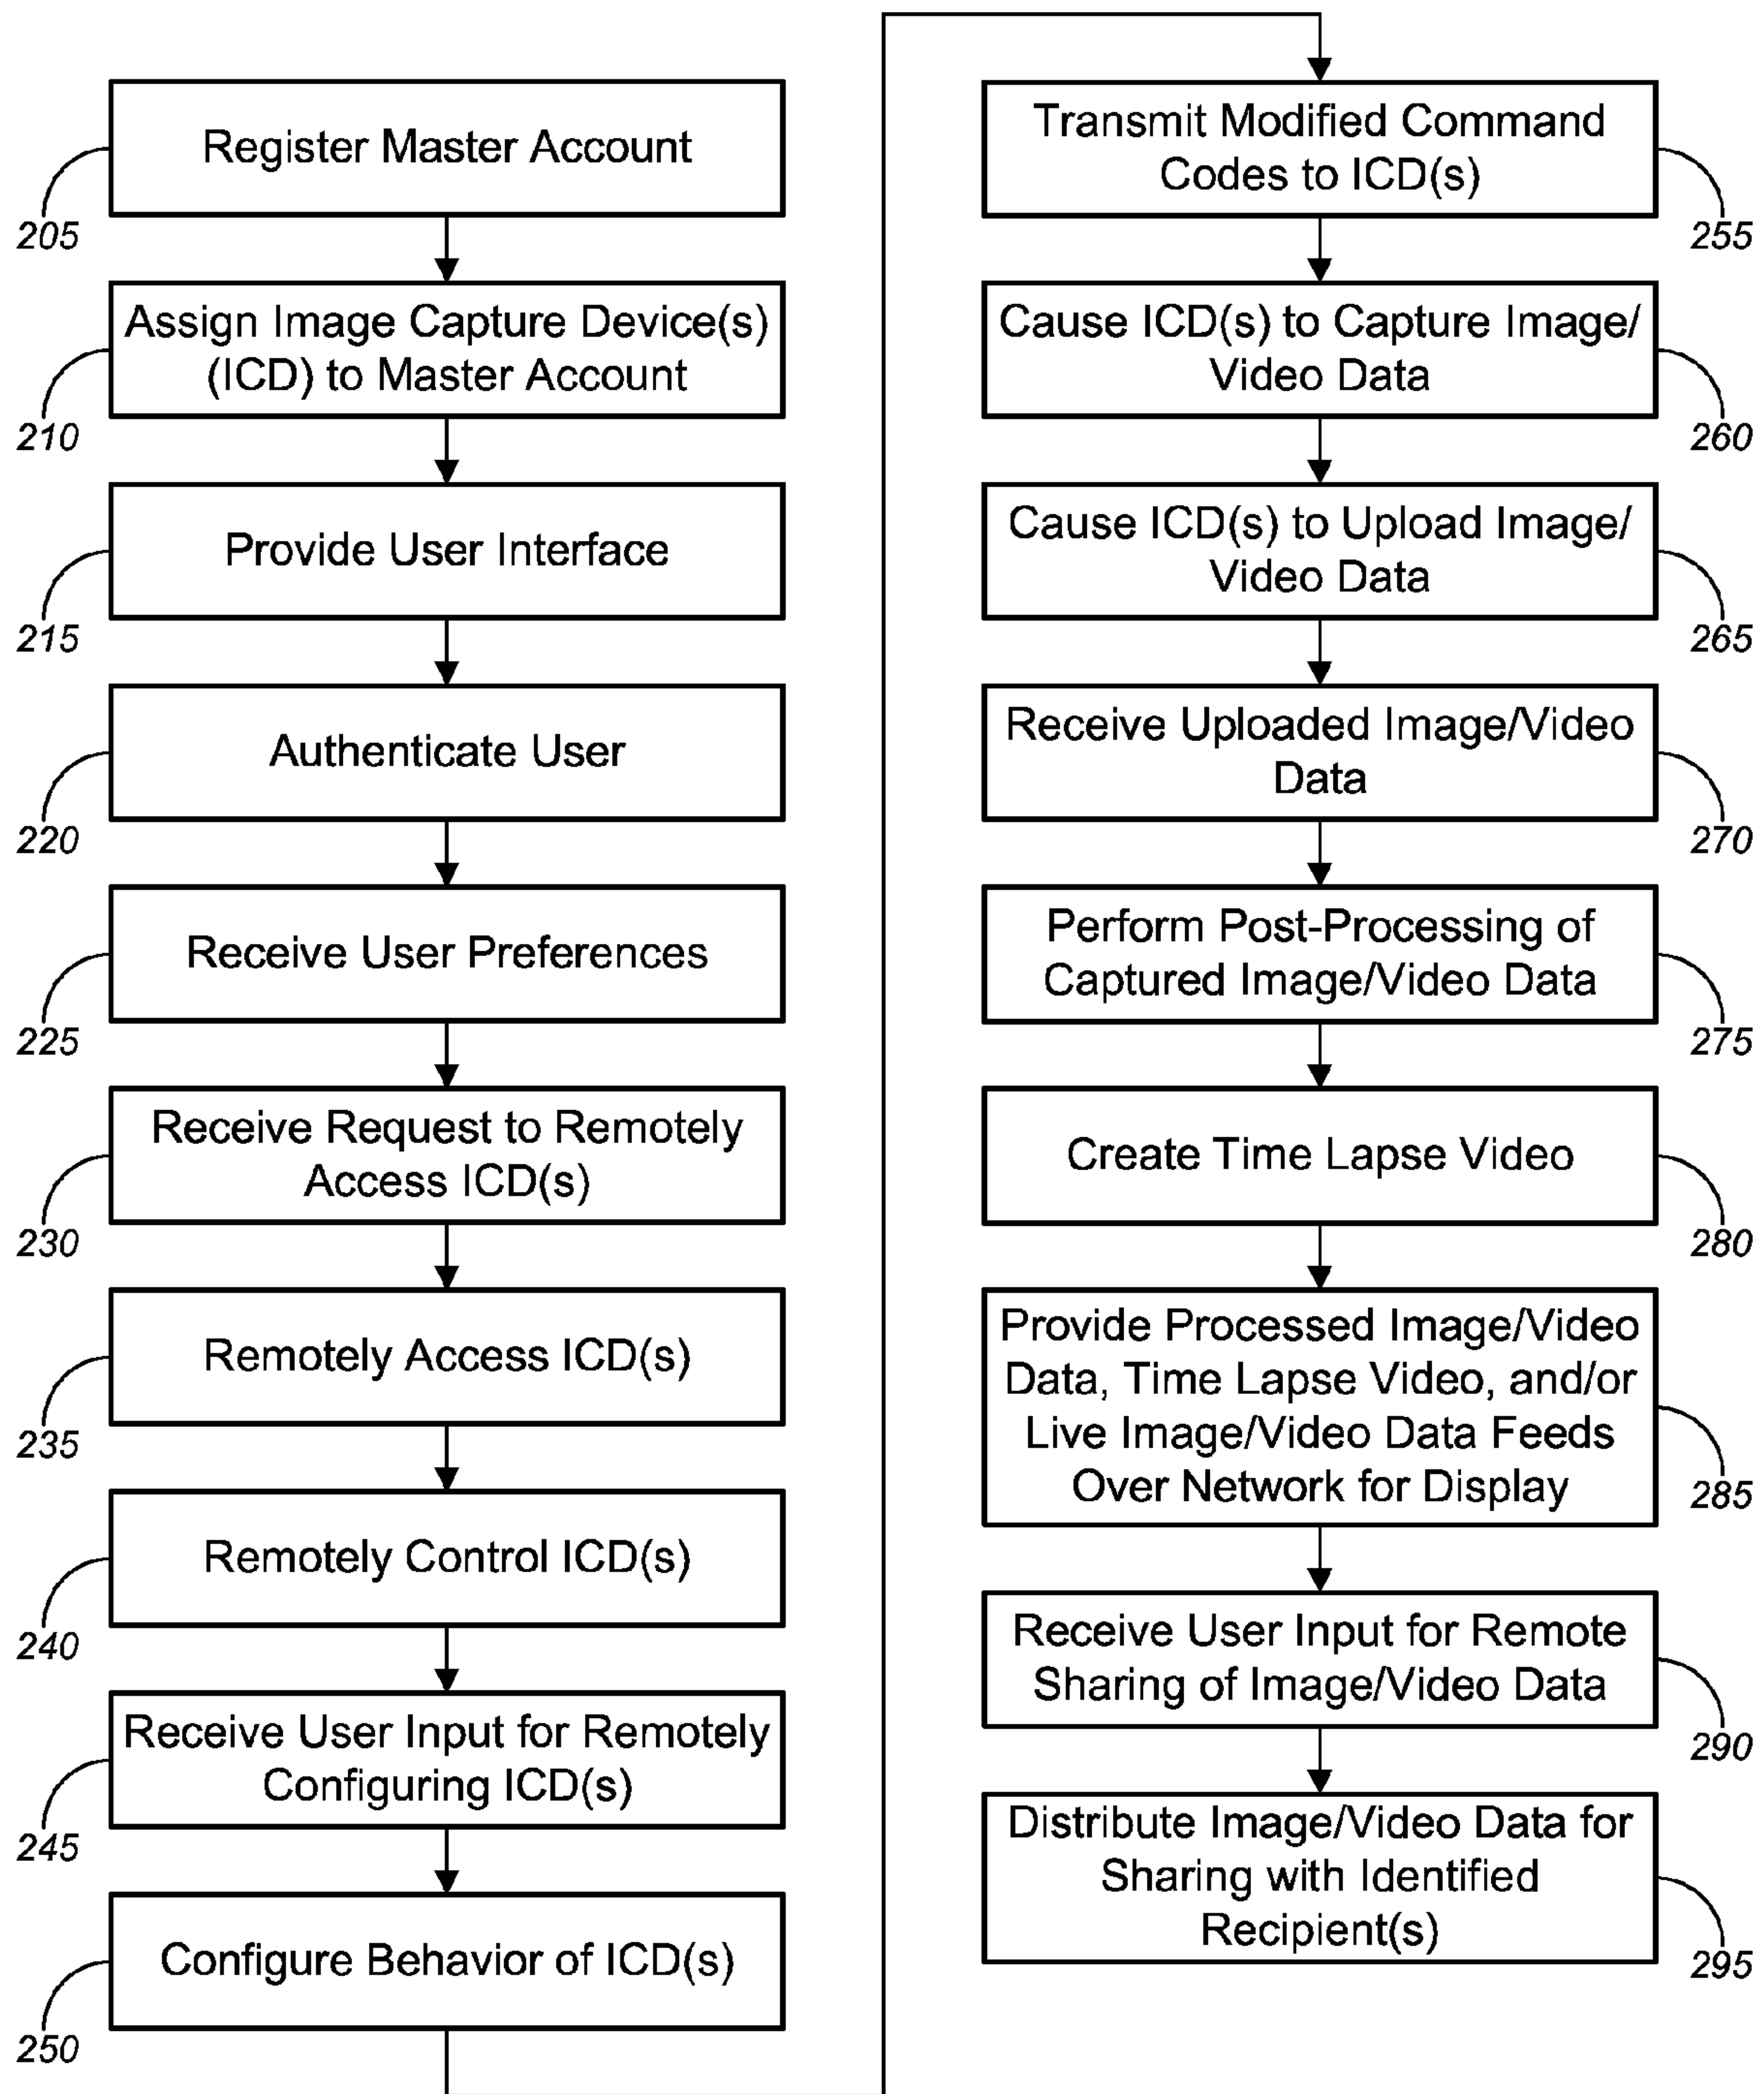 Register Master Account
205
Assign Image Capture Device(s)
(ICD) to Master Account
210
Provide User Interface
215
Authenticate User
220
Receive User Preferences
225
Receive Request to Remotely
Access ICD(s)
230
Remotely Access ICD(s)
235
Remotely Control ICD(s)
240
Receive User Input for Remotely
Configuring ICD(s)
245
Configure Behavior of ICD(s)
250
Transmit Modified Command
Codes to ICD(s)
255
Cause ICD(s) to Capture Image/
Video Data
260
Cause ICD(s) to Upload Image/
Video Data
265
Receive Uploaded Image/Video
Data
270
Perform Post-Processing of
Captured Image/Video Data
275
Create Time Lapse Video
280
Provide Processed Image/Video
Data, Time Lapse Video, and/or
Live Image/Video Data Feeds
Over Network for Display
285
Receive User Input for Remote
Sharing of Image/Video Data
290
Distribute Image/Video Data for
Sharing with Identified
Recipient(s)
295